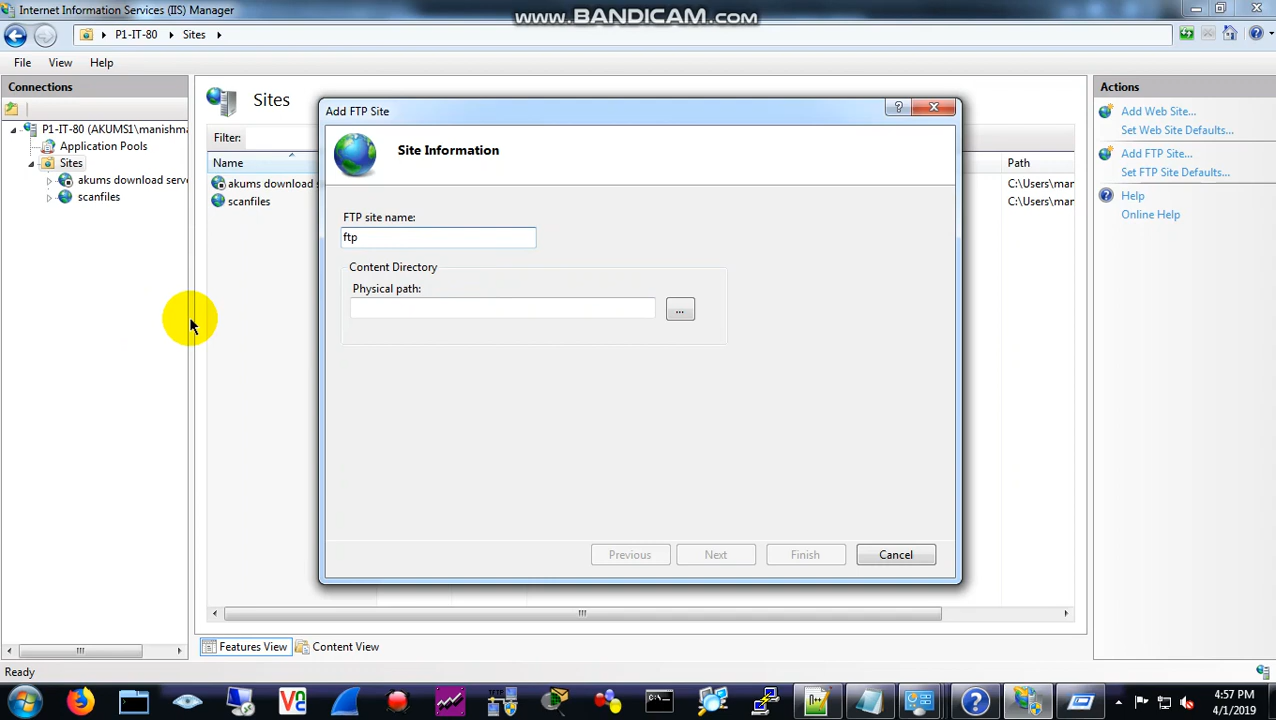 Internet Information Services (IIS) Manager
www.BANDICAM.com
P1-IT-80
Sites
File
View
Help
Connections
P1-IT-80 (AKUMS1\manishma
Application Pools
Sites
akums download serve
scanfiles
Sites
Filter:
Name
Path
akums download s
C:\Users\man
scanfiles
C:\Users\man
Add FTP Site
Site Information
FTP site name:
ftp
Content Directory
Physical path:
...
Previous
Next
Finish
Cancel
Features View
Content View
Actions
Add Web Site...
Set Web Site Defaults...
Add FTP Site...
Set FTP Site Defaults...
Help
Online Help
Ready
4:57 PM
4/1/2019